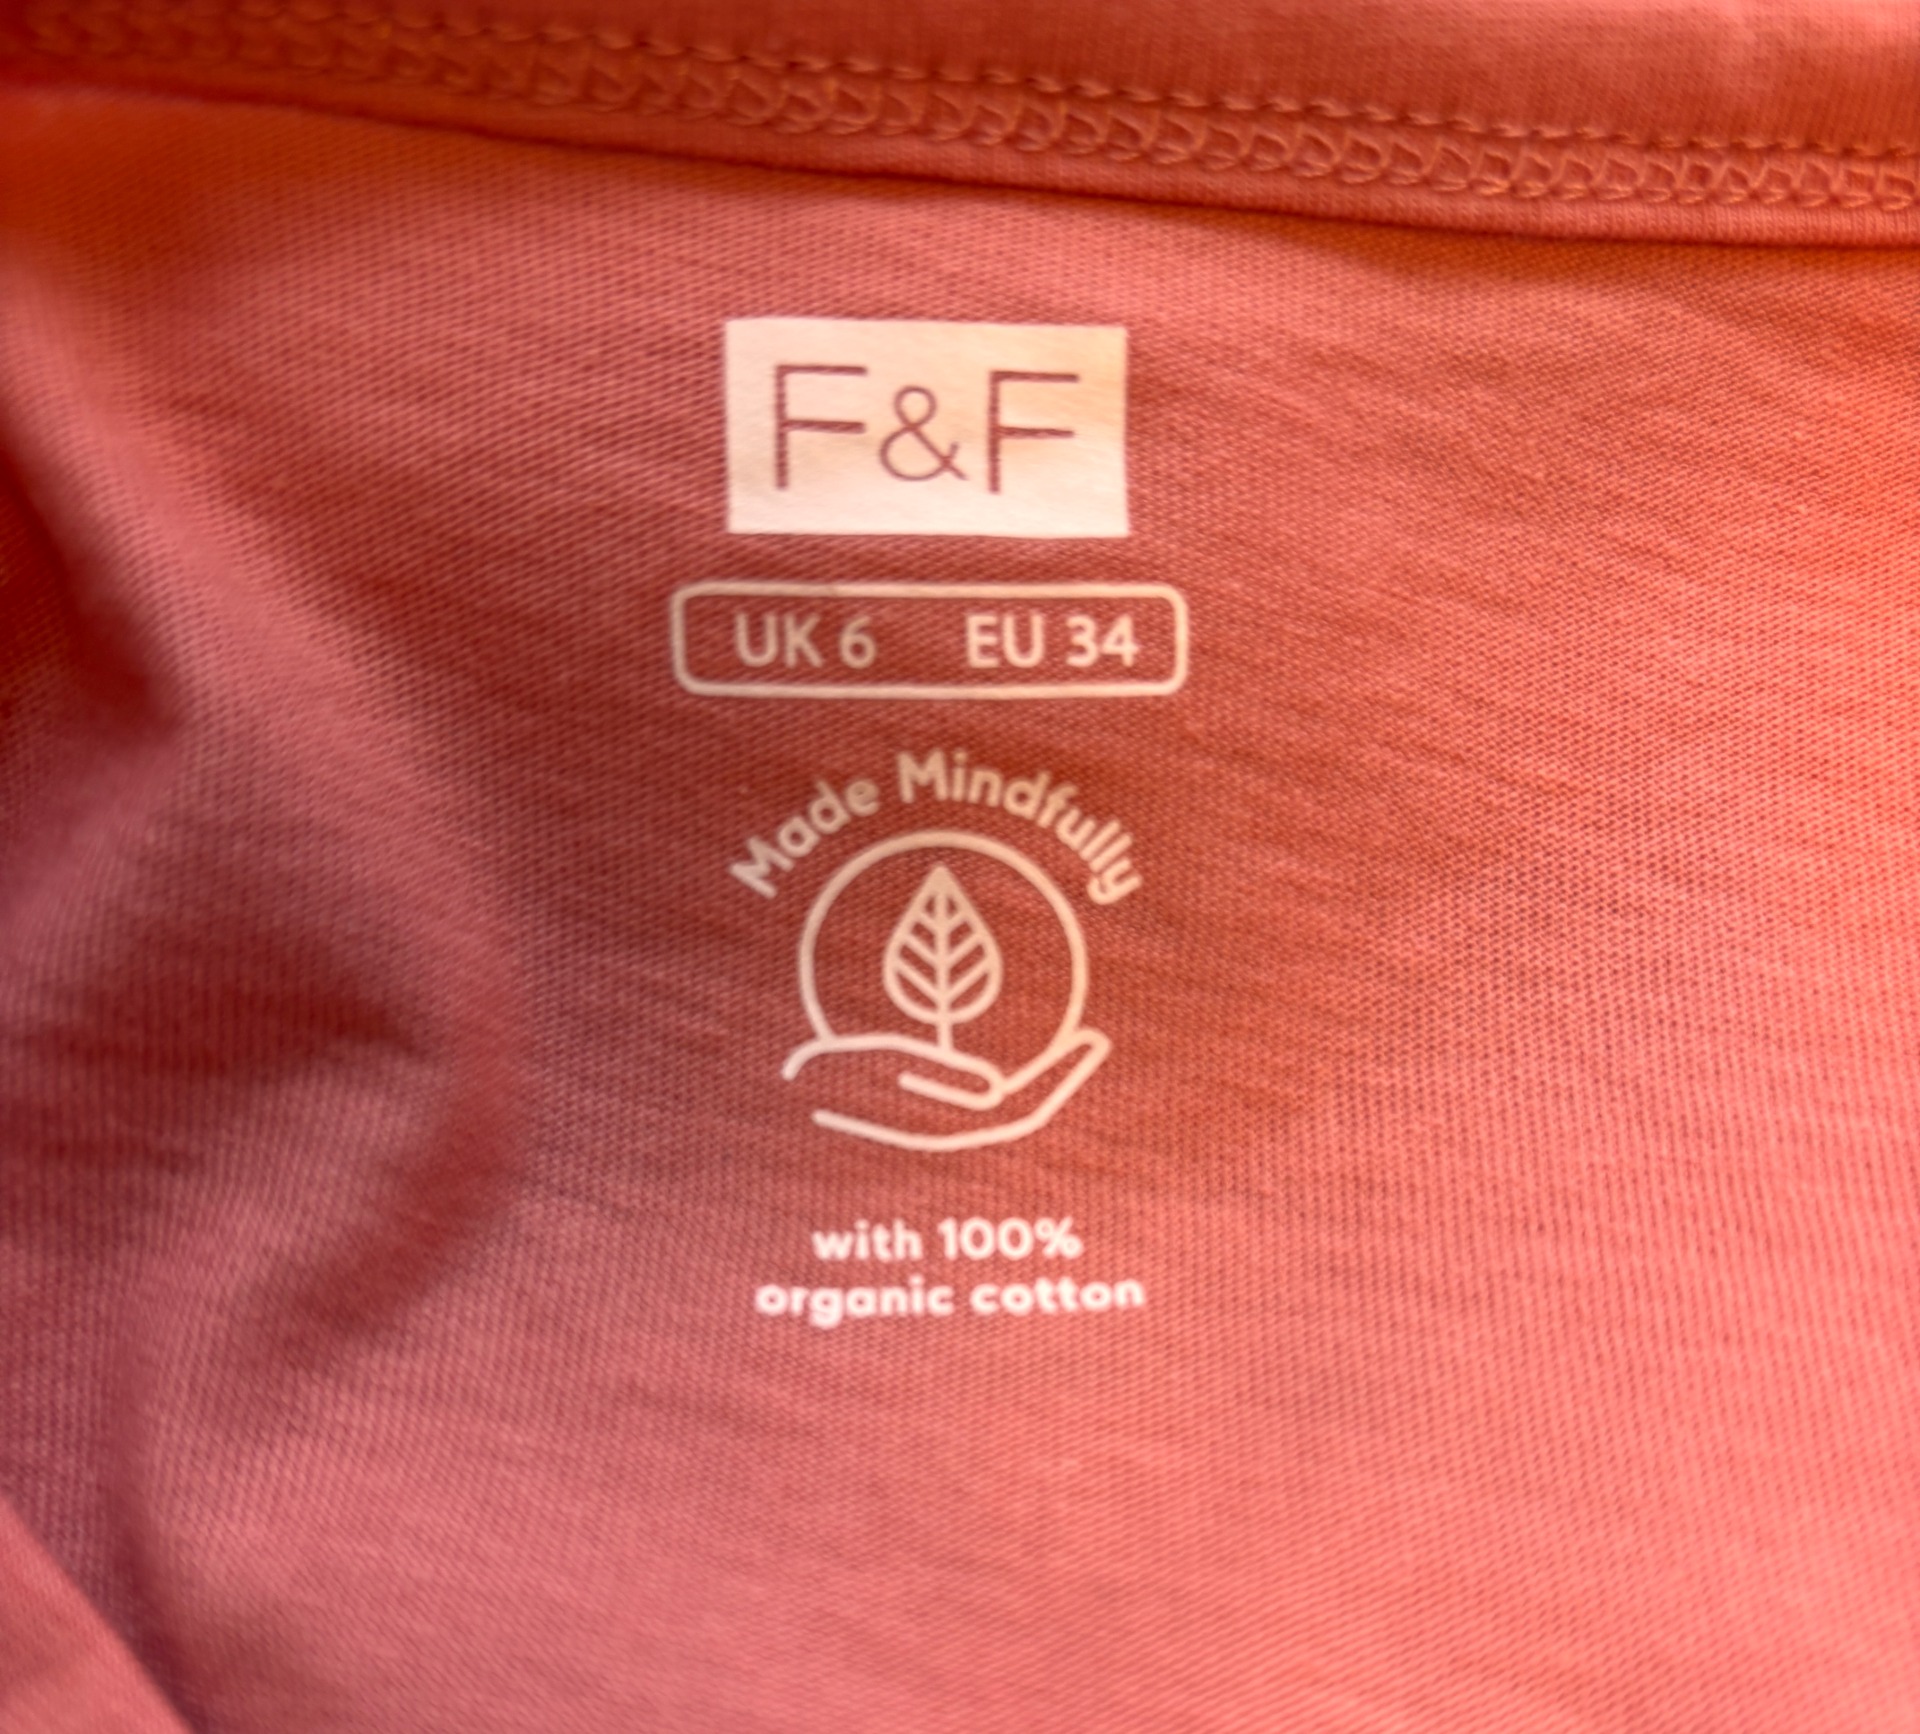 F&F
UK 6 EU 34
Made Mindfully
with 100%
organic cotton